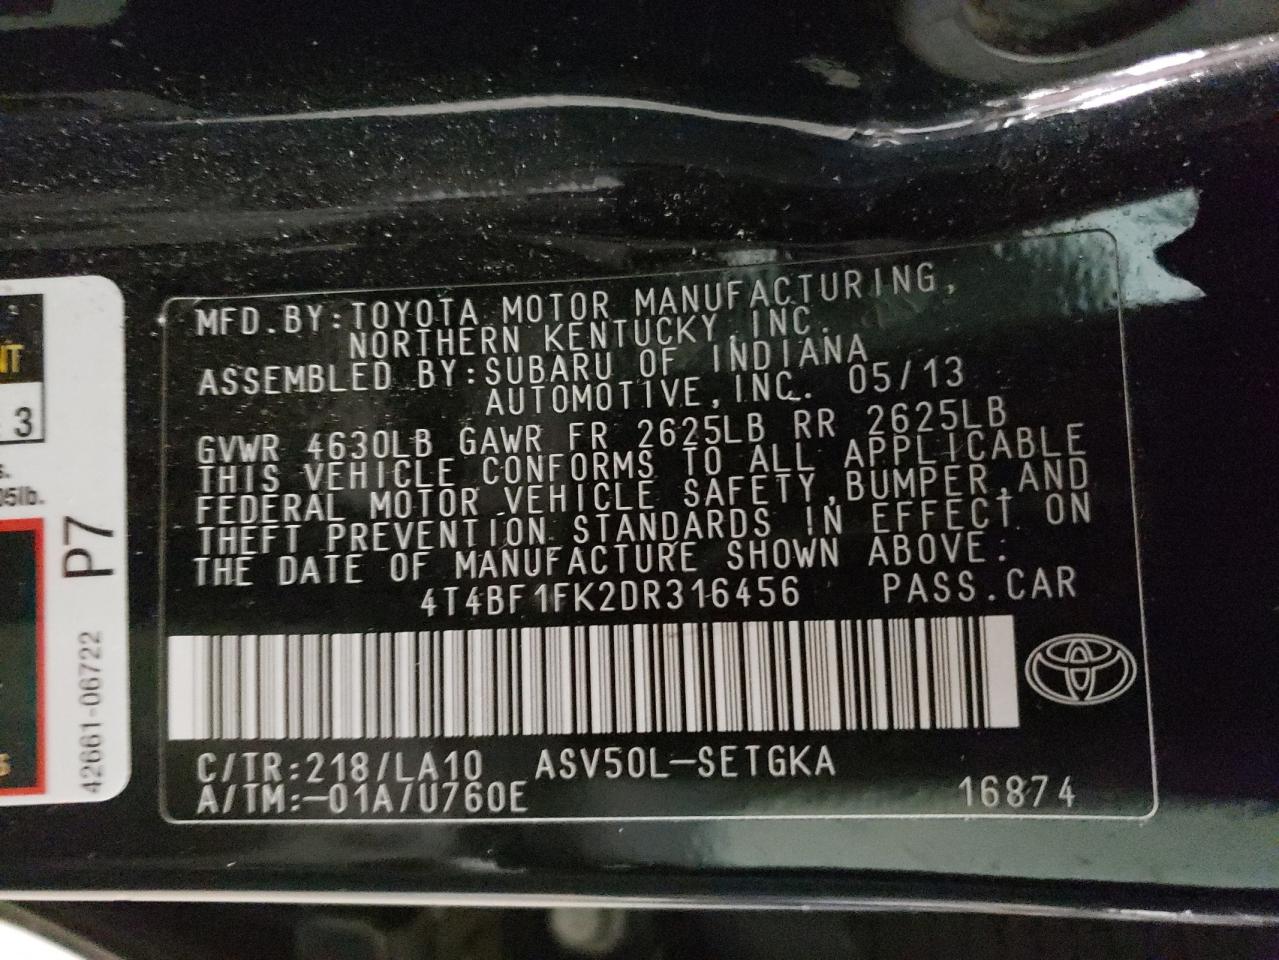 MFD.BY:TOYOTA MOTOR MANUFACTURING,
NORTHERN KENTUCKY,INC.
ASSEMBLED BY:SUBARU OF INDIANA
AUTOMOTIVE,INC. 05/13
GVWR 4630LB GAWR FR 2625LB RR 2625LB
THIS VEHICLE CONFORMS TO ALL APPLICABLE
FEDERAL MOTOR VEHICLE SAFETY,BUMPER,AND
THEFT PREVENTION STANDARDS IN EFFECT ON
THE DATE OF MANUFACTURE SHOWN ABOVE:
4T4BF1FK2DR316456 PASS.CAR
C/TR:218/LA10 ASV50L-SETGKA
A/TM:-01A/U760E 16874
3
P7
42661-06722